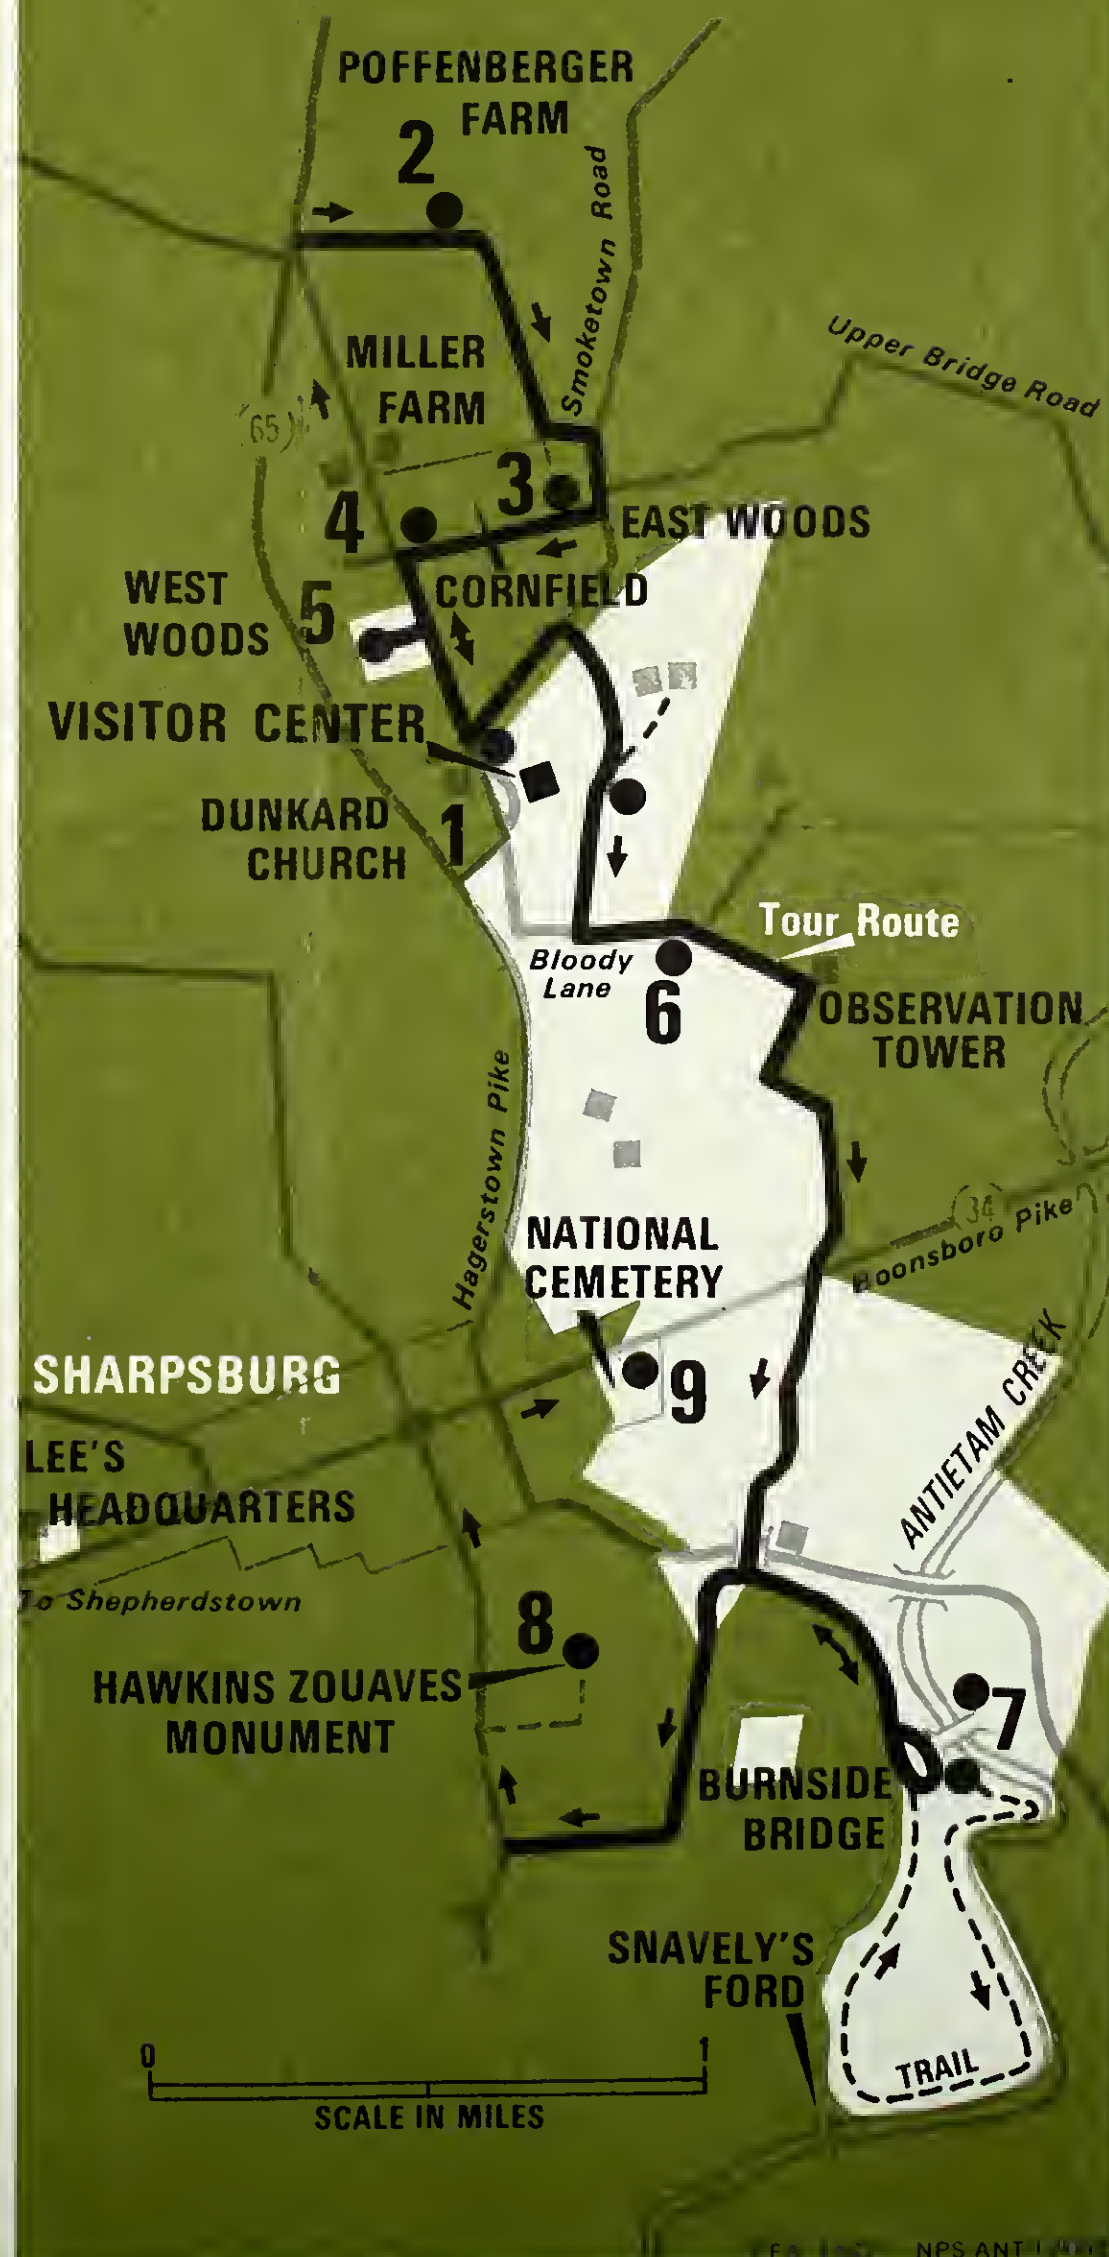 POFFENBERGER
FARM
2
Smoketown Road
Upper Bridge Road
MILLER
FARM
65
3
4
EAST WOODS
WEST
WOODS
5
CORNFIELD
VISITOR CENTER
DUNKARD
CHURCH
1
Tour Route
Bloody
Lane
6
OBSERVATION
TOWER
Hagerstown Pike
34
Boonsboro Pike
NATIONAL
CEMETERY
SHARPSBURG
9
ANTIETAM CREEK
LEE'S
HEADQUARTERS
To Shepherdstown
8
HAWKINS ZOUAVES
MONUMENT
7
BURNSIDE
BRIDGE
SNAVELY'S
FORD
TRAIL
0 1
SCALE IN MILES
NPS ANT